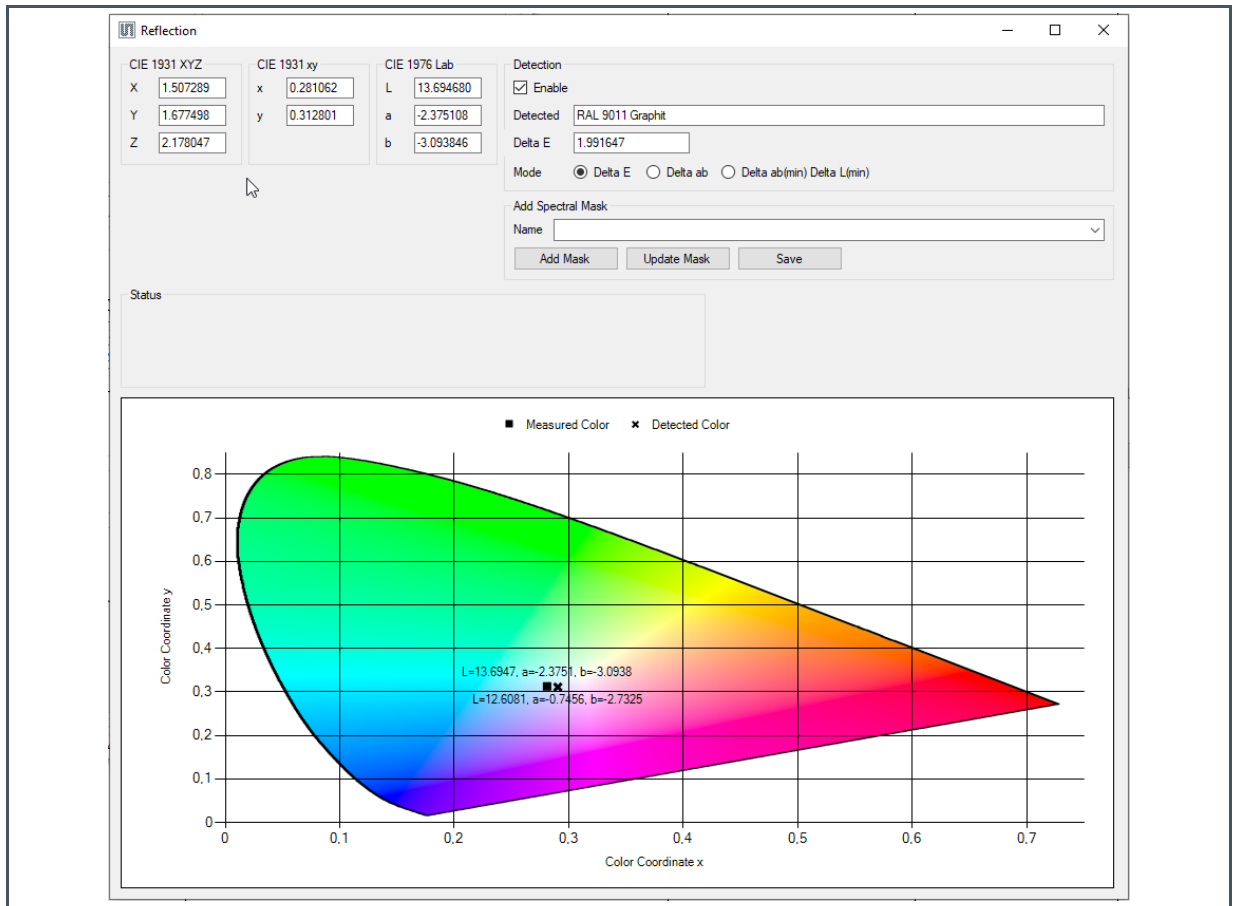 Reflection
CIE 1931 XYZ
X 1.507289
Y 1.677498
Z 2.178047
CIE 1931 xy
x 0.281062
y 0.312801
CIE 1976 Lab
L 13.694680
a -2.375108
b -3.093846
Detection
Enable
Detected RAL 9011 Graphit
Delta E 1.991647
Mode Delta E Delta ab Delta ab(min) Delta L(min)
Add Spectral Mask
Name
Add Mask Update Mask Save
Status
Measured Color Detected Color
0,8
0,7
0,6
0,5
0,4
0,3
0,2
0,1
0
Color Coordinate y
L=13.6947, a=-2.3751, b=-3.0938
L=12.6081, a=-0.7456, b=-2.7325
0 0,1 0,2 0,3 0,4 0,5 0,6 0,7
Color Coordinate x